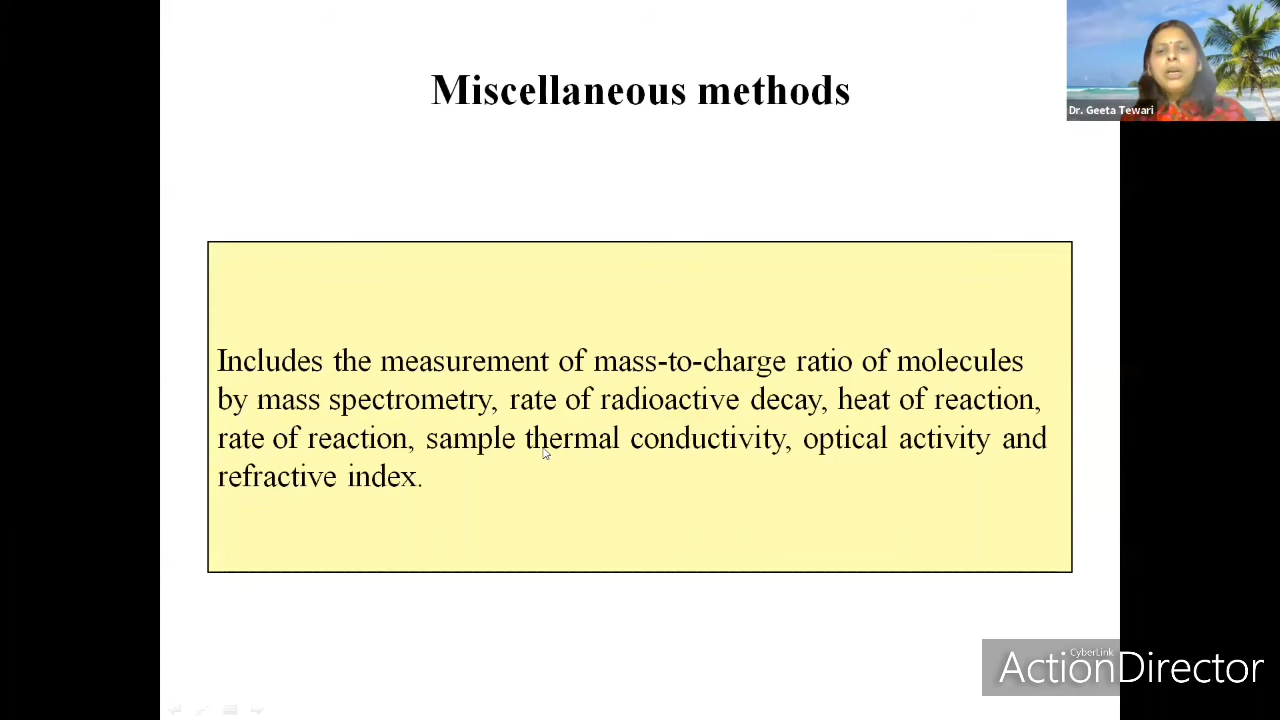 Miscellaneous methods
Dr. Geeta Tewari
Includes the measurement of mass-to-charge ratio of molecules
by mass spectrometry, rate of radioactive decay, heat of reaction,
rate of reaction, sample thermal conductivity, optical activity and
refractive index.
CyberLink
ActionDirector